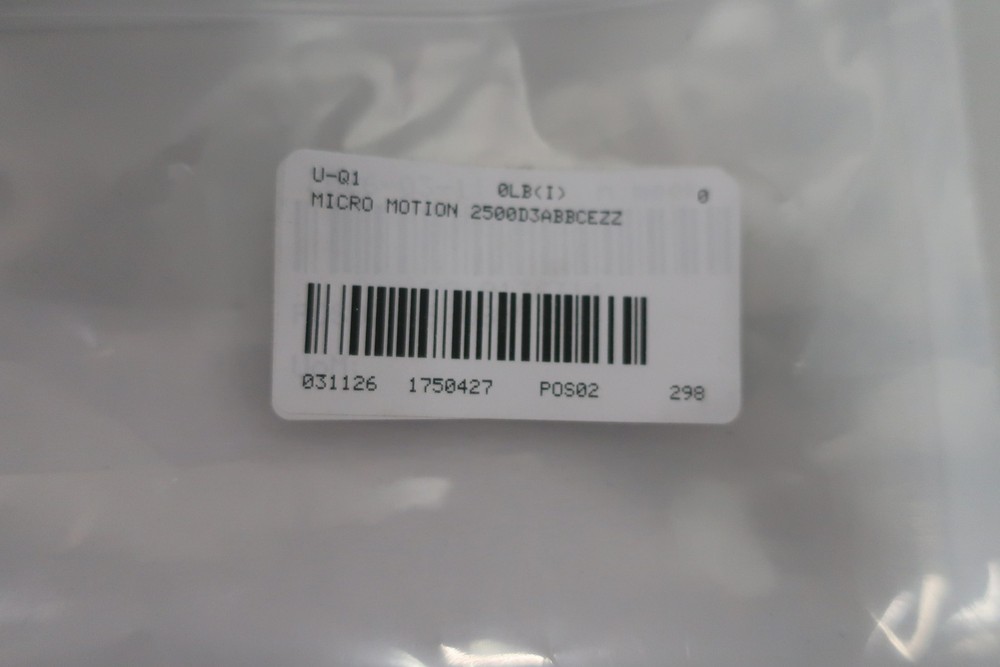 U-Q1 0LB(I) 0
MICRO MOTION 2500D3ABBCEZZ
031126 1750427 POS02 298